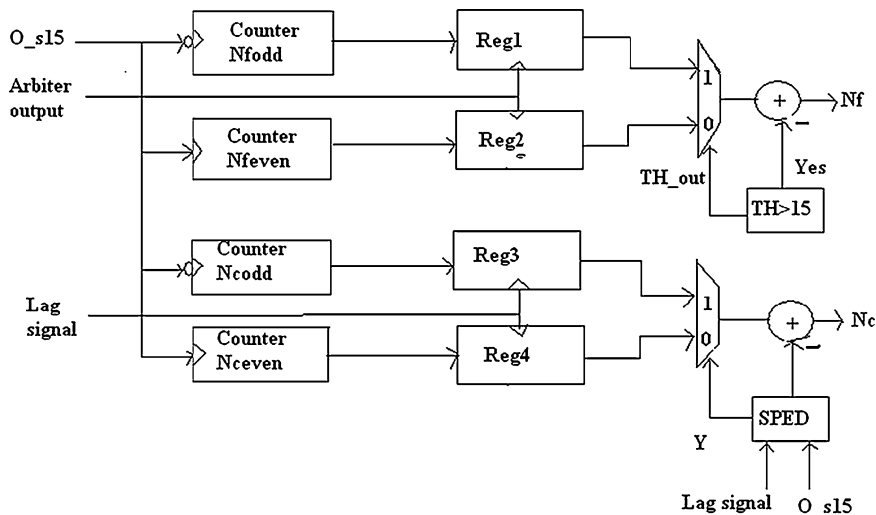 O_s15
Counter
Nfodd
Reg1
1
+
Nf
Arbiter
output
Counter
Nfeven
Reg2
0
TH_out
Yes
TH>15
Counter
Ncodd
Reg3
1
+
Nc
Lag
signal
Counter
Nceven
Reg4
0
Y
SPED
Lag signal
O_s15